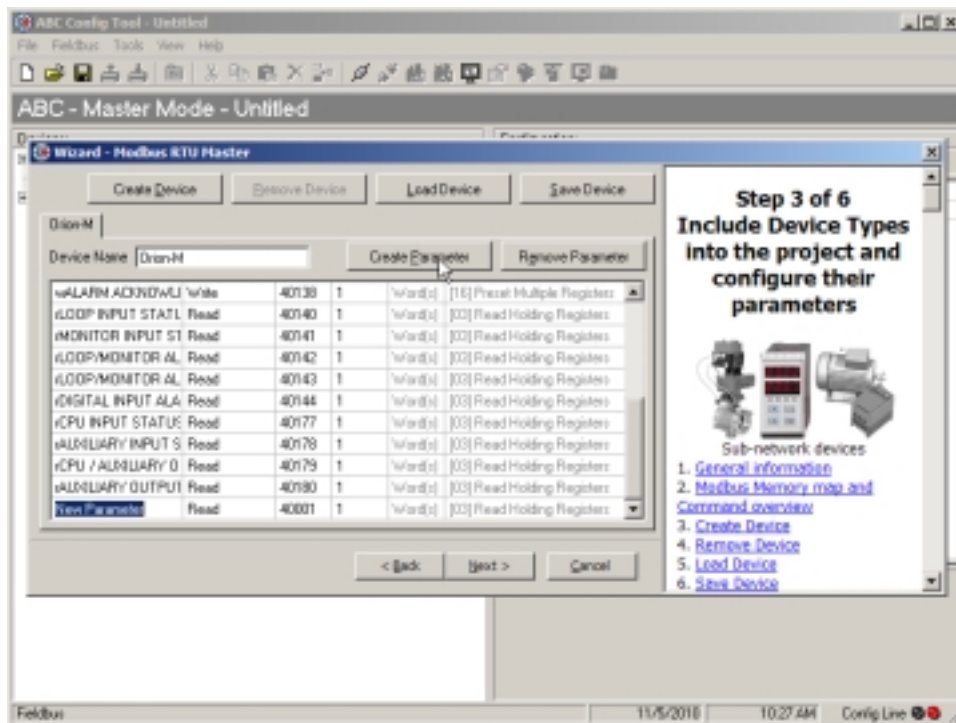 ABC Config Tool - Untitled
File Fieldbus Tools View Help
ABC - Master Mode - Untitled
Wizard - Modbus RTU Master
Create Device Remove Device Load Device Save Device
Orion-M
Device Name Orion-M Create Parameter Remove Parameter
wALARM ACKNOWLI Write 40138 1 Word(s) [16] Preset Multiple Registers
rLOOP INPUT STATL Read 40140 1 Word(s) [03] Read Holding Registers
rMONITOR INPUT ST Read 40141 1 Word(s) [03] Read Holding Registers
rLOOP/MONITOR AL Read 40142 1 Word(s) [03] Read Holding Registers
rLOOP/MONITOR AL Read 40143 1 Word(s) [03] Read Holding Registers
rDIGITAL INPUT ALA Read 40144 1 Word(s) [03] Read Holding Registers
rCPU INPUT STATUS Read 40177 1 Word(s) [03] Read Holding Registers
rAUXILIARY INPUT S Read 40178 1 Word(s) [03] Read Holding Registers
rCPU / AUXILIARY O Read 40179 1 Word(s) [03] Read Holding Registers
rAUXILIARY OUTPUT Read 40180 1 Word(s) [03] Read Holding Registers
New Parameter Read 40001 1 Word(s) [03] Read Holding Registers
< Back Next > Cancel
Step 3 of 6
Include Device Types
into the project and
configure their
parameters
Sub-network devices
1. General information
2. Modbus Memory map and
Command overview
3. Create Device
4. Remove Device
5. Load Device
6. Save Device
Fieldbus 11/5/2010 10:27 AM Config Line